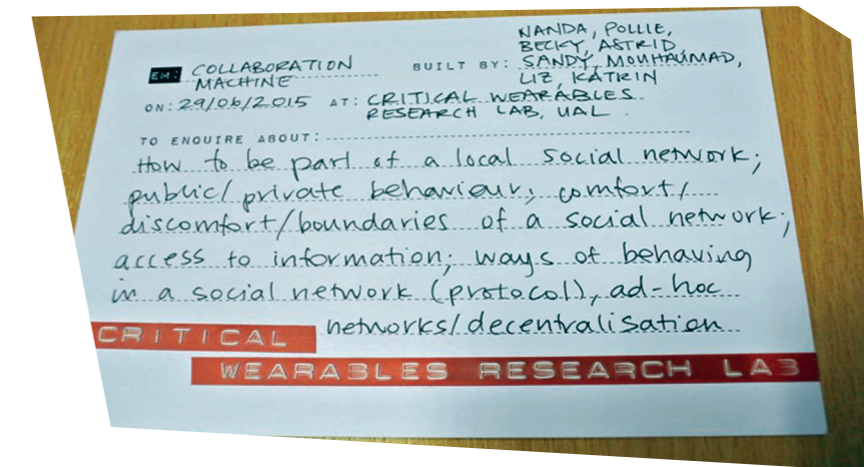 NANDA, POLLIE,
BECKY, ASTRID
EM: COLLABORATION BUILT BY: SANDY, MOUHAUMAD,
MACHINE LIZ, KATRIN
ON: 29/06/2015 AT: CRITICAL WEARABLES
RESEARCH LAB, UAL.
TO ENQUIRE ABOUT:
How to be part of a local social network;
public/private behaviour; comfort/
discomfort/boundaries of a social network;
access to information; ways of behaving
in a social network (protocol), ad-hoc
networks/decentralisation
CRITICAL
WEARABLES RESEARCH LAB